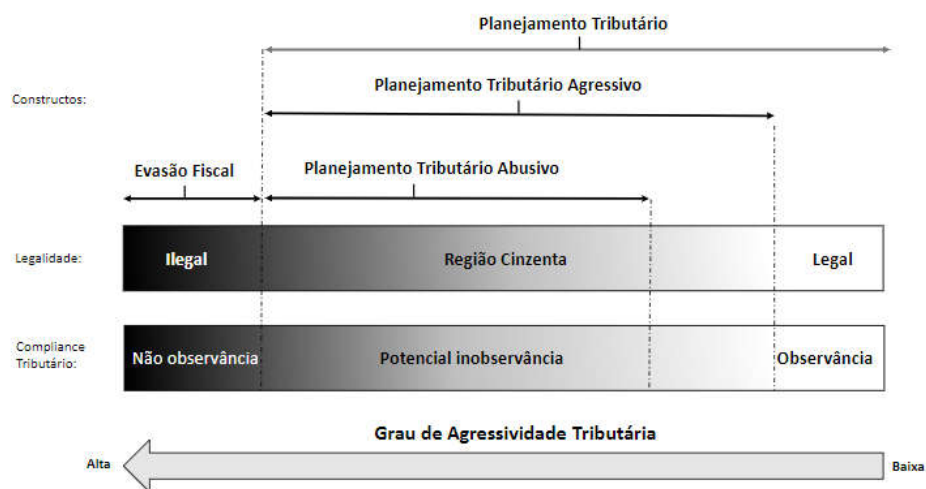 Planejamento Tributário
Constructos:
Planejamento Tributário Agressivo
Evasão Fiscal
Planejamento Tributário Abusivo
Legalidade:
Ilegal
Região Cinzenta
Legal
Compliance
Tributário:
Não observância
Potencial inobservância
Observância
Grau de Agressividade Tributária
Alta
Baixa